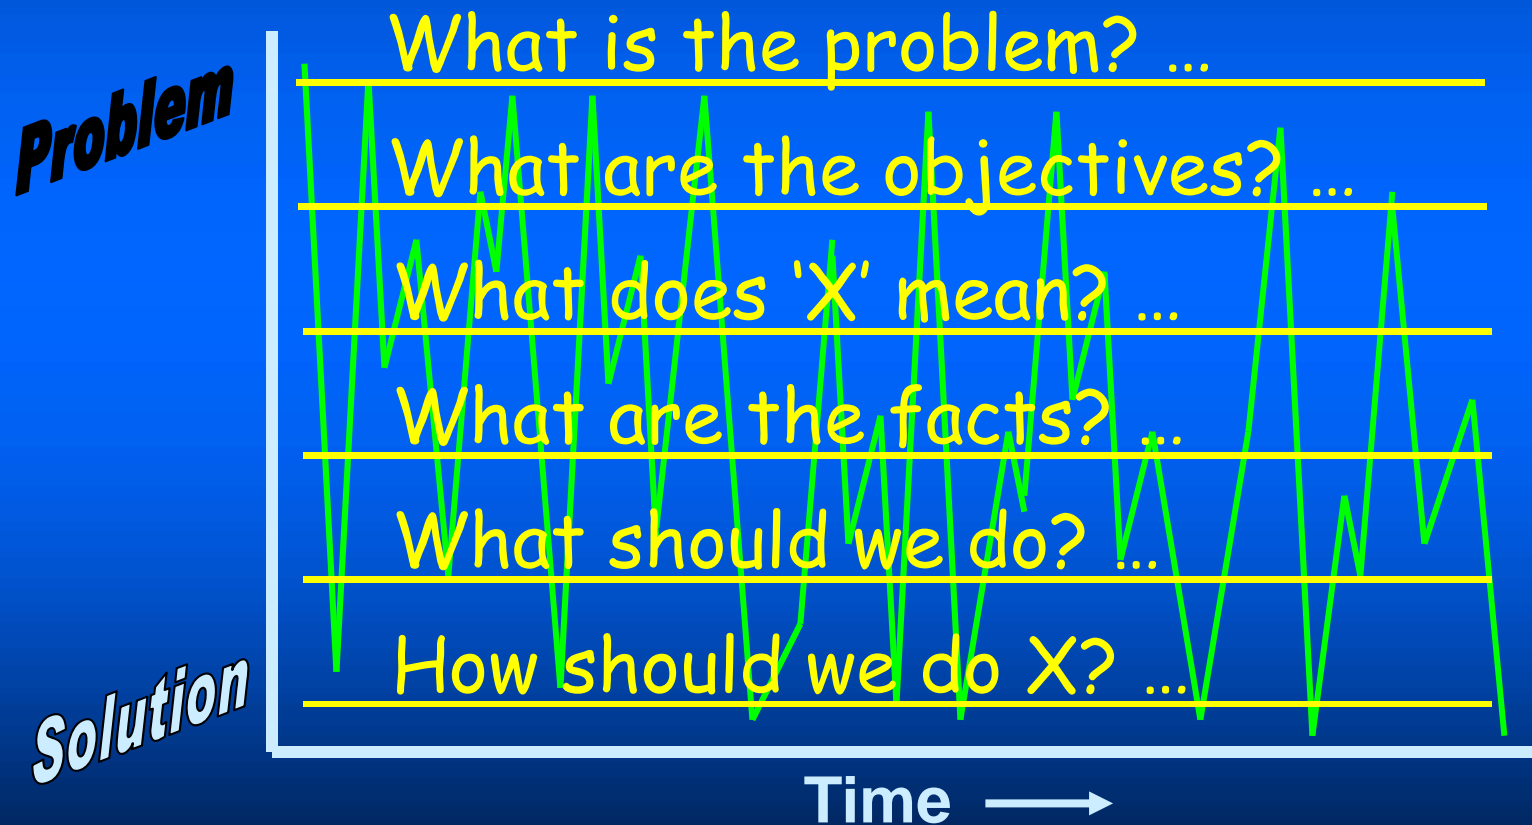 What is the problem? ...
Problem
What are the objectives? ...
What does 'X' mean? ...
What are the facts? ...
What should we do? ...
How should we do X? ...
Solution
Time